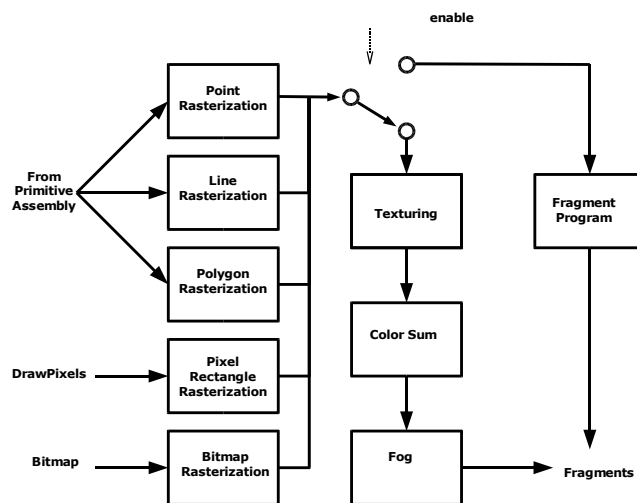 enable
Point
Rasterization
From
Primitive
Assembly
Line
Rasterization
Texturing
Fragment
Program
Polygon
Rasterization
Color Sum
DrawPixels
Pixel
Rectangle
Rasterization
Bitmap
Bitmap
Rasterization
Fog
Fragments